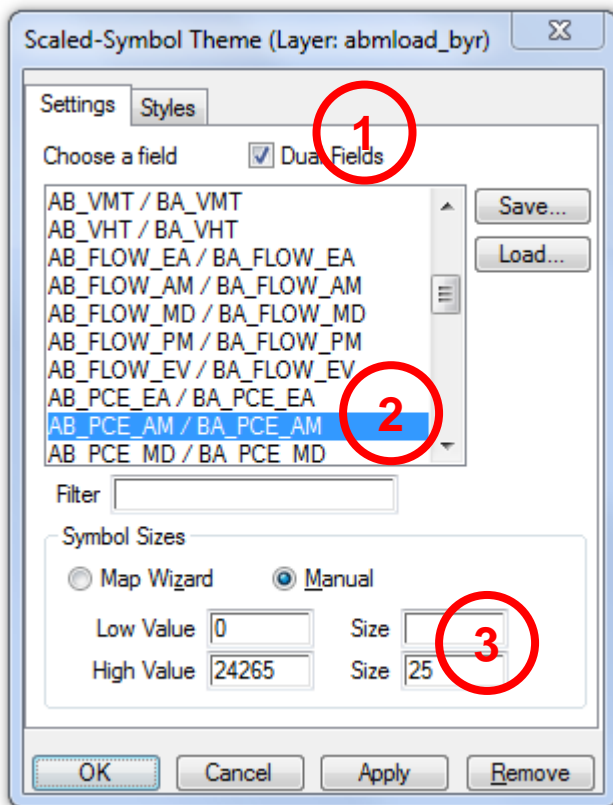 Scaled-Symbol Theme (Layer: abmload_byr)
Settings Styles
1
Choose a field Dual Fields
AB_VMT / BA_VMT
AB_VHT / BA_VHT
AB_FLOW_EA / BA_FLOW_EA
AB_FLOW_AM / BA_FLOW_AM
AB_FLOW_MD / BA_FLOW_MD
AB_FLOW_PM / BA_FLOW_PM
AB_FLOW_EV / BA_FLOW_EV
AB_PCE_EA / BA_PCE_EA
AB_PCE_AM / BA_PCE_AM
AB_PCE_MD / BA_PCE_MD
Save...
Load...
2
Filter
Symbol Sizes
Map Wizard Manual
Low Value 0 Size
High Value 24265 Size 25
3
OK Cancel Apply Remove